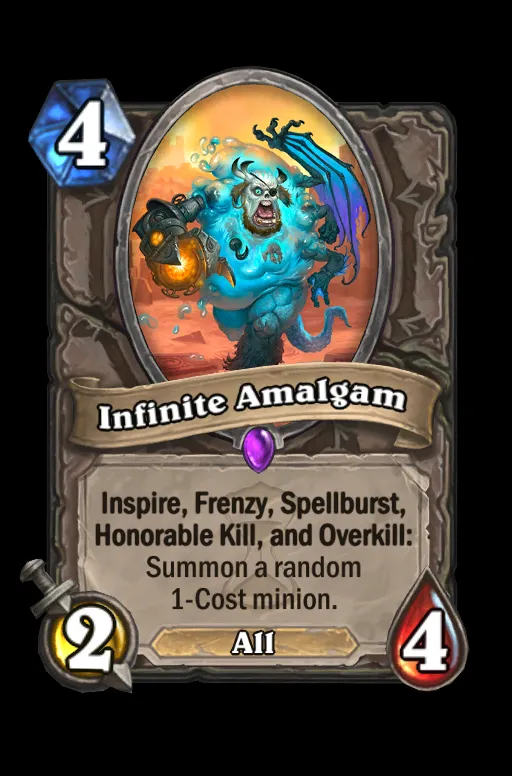 4
Infinite Amalgam
Inspire, Frenzy, Spellburst,
Honorable Kill, and Overkill:
Summon a random
1-Cost minion.
2
All
4